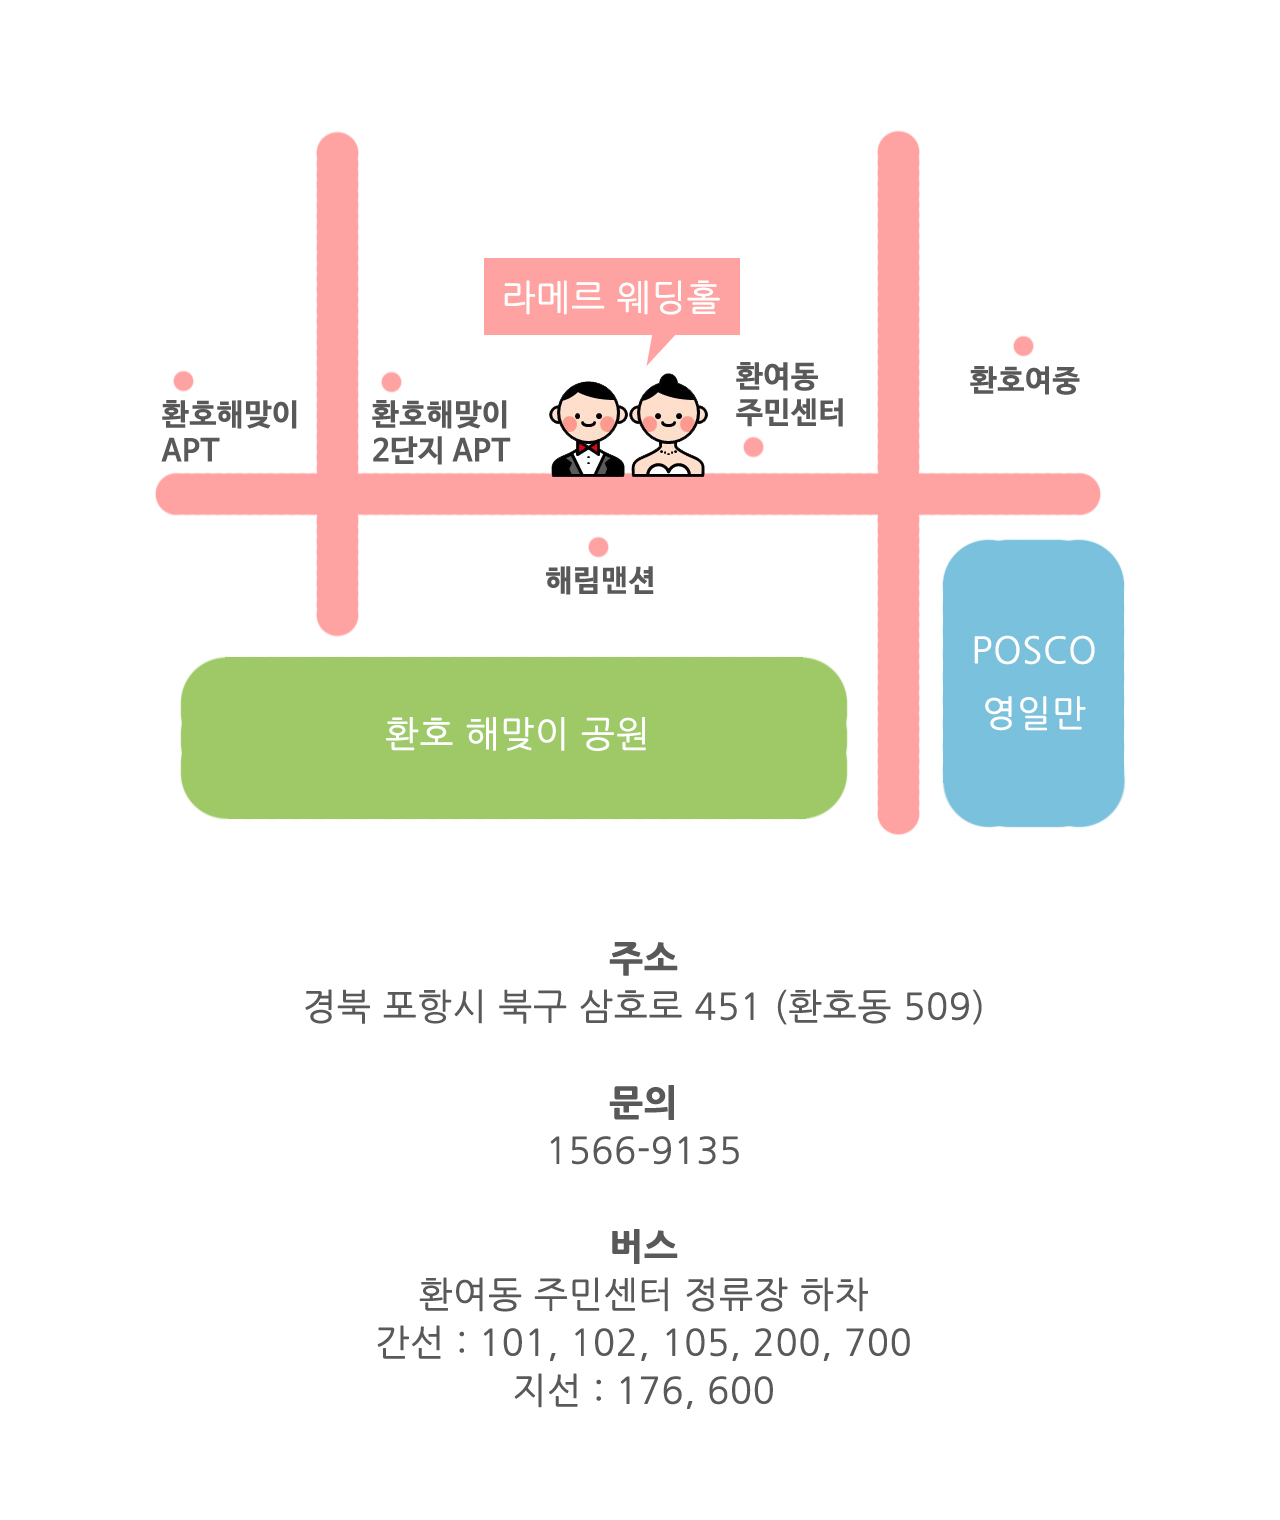 라메르 웨딩홀
환호해맞이
APT
환호해맞이
2단지 APT
환여동
주민센터
환호여중
해림맨션
POSCO
영일만
환호 해맞이 공원
주소
경북 포항시 북구 삼호로 451 (환호동 509)
문의
1566-9135
버스
환여동 주민센터 정류장 하차
간선 : 101, 102, 105, 200, 700
지선 : 176, 600